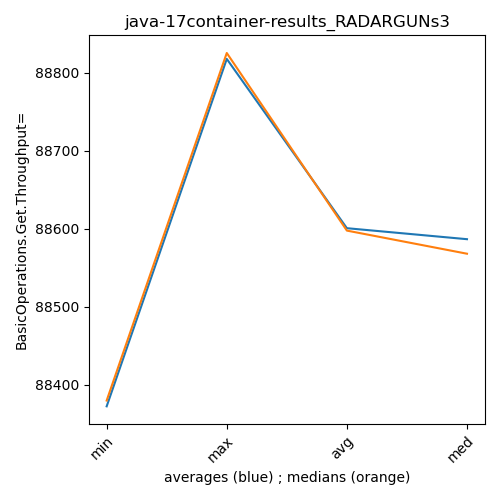 java-17container-results_RADARGUNs3
BasicOperations.Get.Throughput=
88800
88700
88600
88500
88400
min
max
avg
med
averages (blue) ; medians (orange)